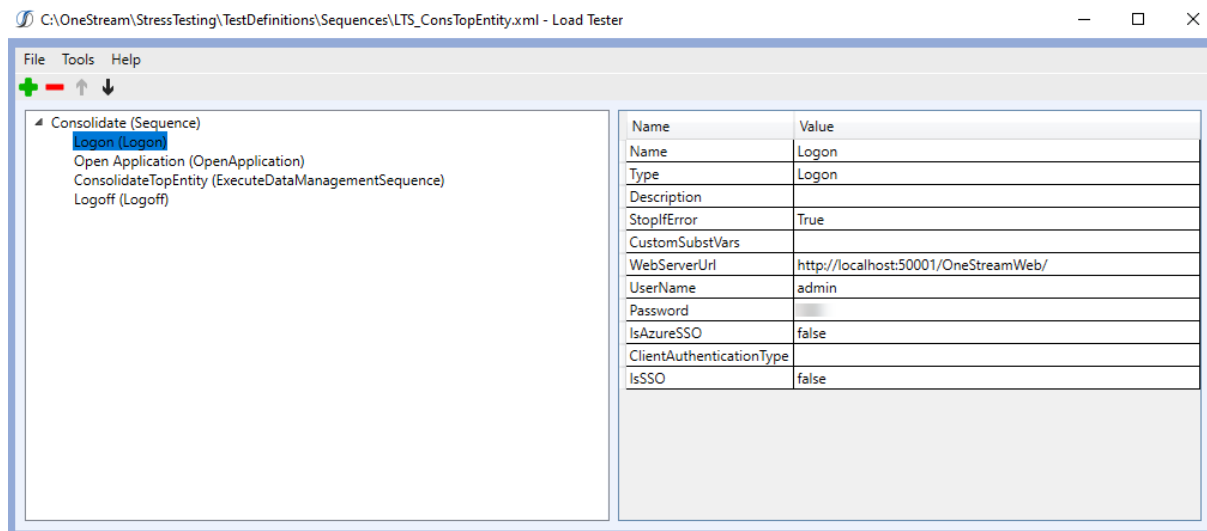 C:\OneStream\StressTesting\TestDefinitions\Sequences\LTS_ConsTopEntity.xml - Load Tester
File Tools Help
Consolidate (Sequence)
Logon (Logon)
Open Application (OpenApplication)
ConsolidateTopEntity (ExecuteDataManagementSequence)
Logoff (Logoff)
Name Value
Name Logon
Type Logon
Description
StopIfError True
CustomSubstVars
WebServerUrl http://localhost:50001/OneStreamWeb/
UserName admin
Password
IsAzureSSO false
ClientAuthenticationType
IsSSO false